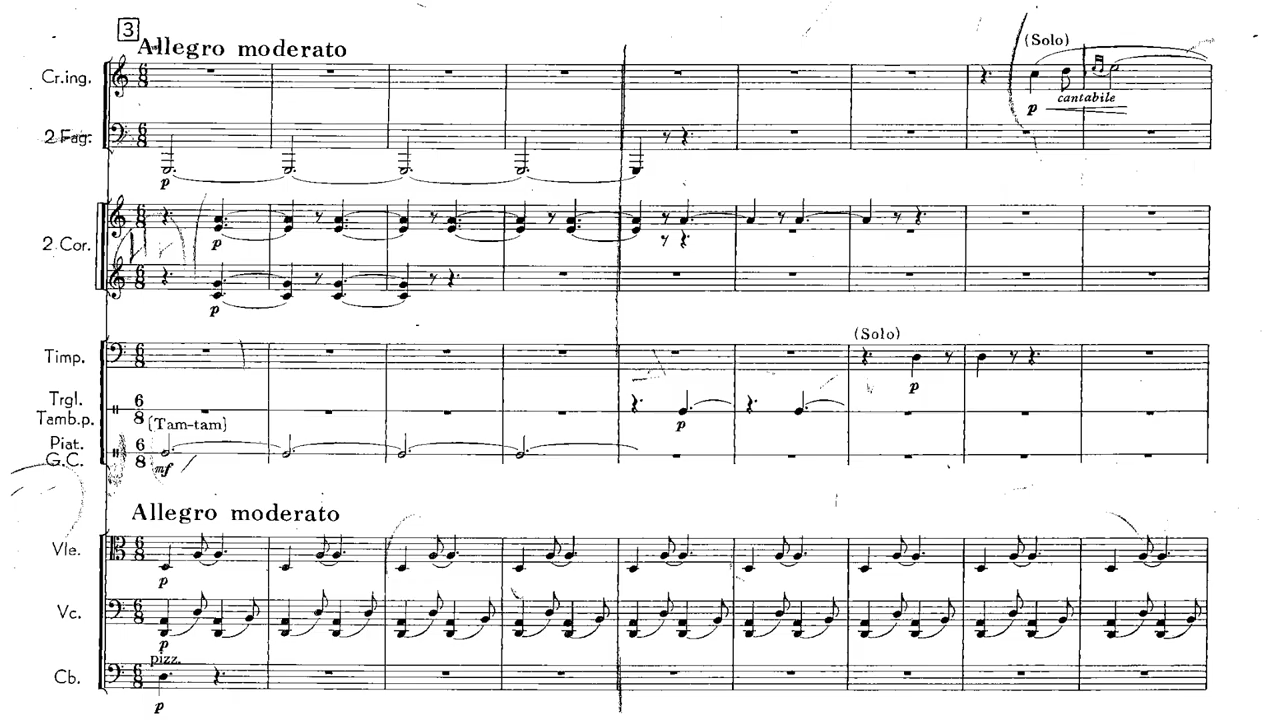 3
Allegro moderato
(Solo)
Cr.ing.
cantabile
p
2 Fag.
p
2 Cor.
p
p
(Solo)
Timp.
p
Trgl.
Tamb.p.
p
(Tam-tam)
Piat.
G.C.
mf
Allegro moderato
Vle.
p
Vc.
p
pizz.
Cb.
p